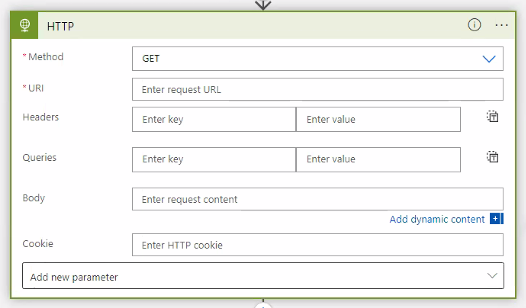 HTTP
* Method GET
* URI Enter request URL
Headers Enter key Enter value
Queries Enter key Enter value
Body Enter request content
Add dynamic content
Cookie Enter HTTP cookie
Add new parameter